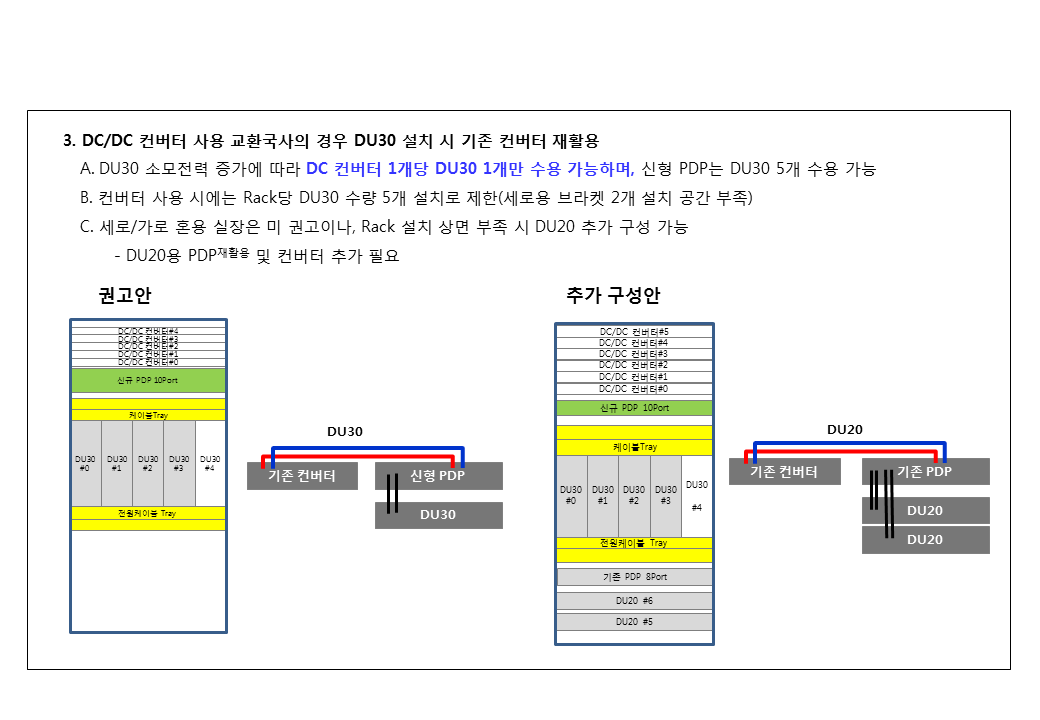 3. DC/DC 컨버터 사용 교환국사의 경우 DU30 설치 시 기존 컨버터 재활용
A. DU30 소모전력 증가에 따라 DC 컨버터 1개당 DU30 1개만 수용 가능하며, 신형 PDP는 DU30 5개 수용 가능
B. 컨버터 사용 시에는 Rack당 DU30 수량 5개 설치로 제한(세로용 브라켓 2개 설치 공간 부족)
C. 세로/가로 혼용 실장은 미 권고이나, Rack 설치 상면 부족 시 DU20 추가 구성 가능
- DU20용 PDP재활용 및 컨버터 추가 필요
권고안
DC/DC 컨버터#4
DC/DC 컨버터#3
DC/DC 컨버터#2
DC/DC 컨버터#1
DC/DC 컨버터#0
신규 PDP 10Port
케이블Tray
DU30 #0
DU30 #1
DU30 #2
DU30 #3
DU30 #4
전원케이블 Tray
DU30
기존 컨버터
신형 PDP
DU30
추가 구성안
DC/DC 컨버터#5
DC/DC 컨버터#4
DC/DC 컨버터#3
DC/DC 컨버터#2
DC/DC 컨버터#1
DC/DC 컨버터#0
신규 PDP 10Port
케이블Tray
DU30 #0
DU30 #1
DU30 #2
DU30 #3
DU30 #4
전원케이블 Tray
기존 PDP 8Port
DU20 #6
DU20 #5
DU20
기존 컨버터
기존 PDP
DU20
DU20